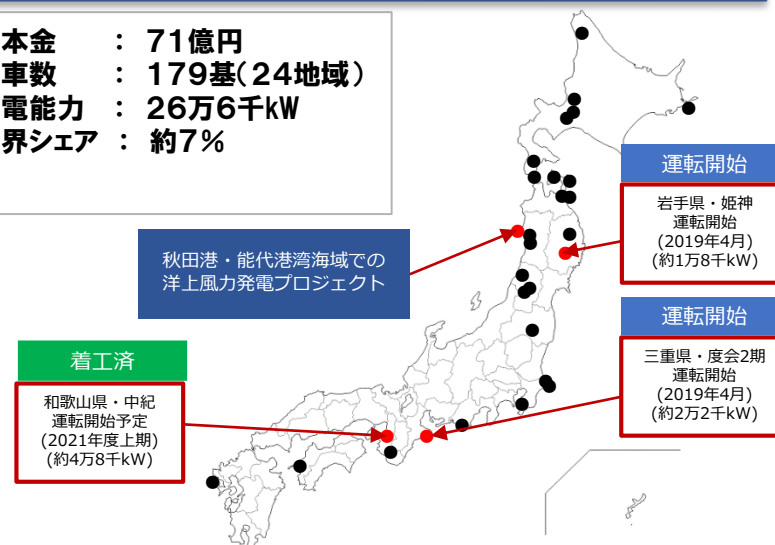 本金 ： 71億円
車数 ： 179基(24地域)
電能力 ： 26万6千kW
界シェア ： 約7%
運転開始
岩手県・姫神
運転開始
(2019年4月)
(約1万8千kW)
秋田港・能代港湾海域での
洋上風力発電プロジェクト
運転開始
三重県・度会2期
運転開始
(2019年4月)
(約2万2千kW)
着工済
和歌山県・中紀
運転開始予定
(2021年度上期)
(約4万8千kW)